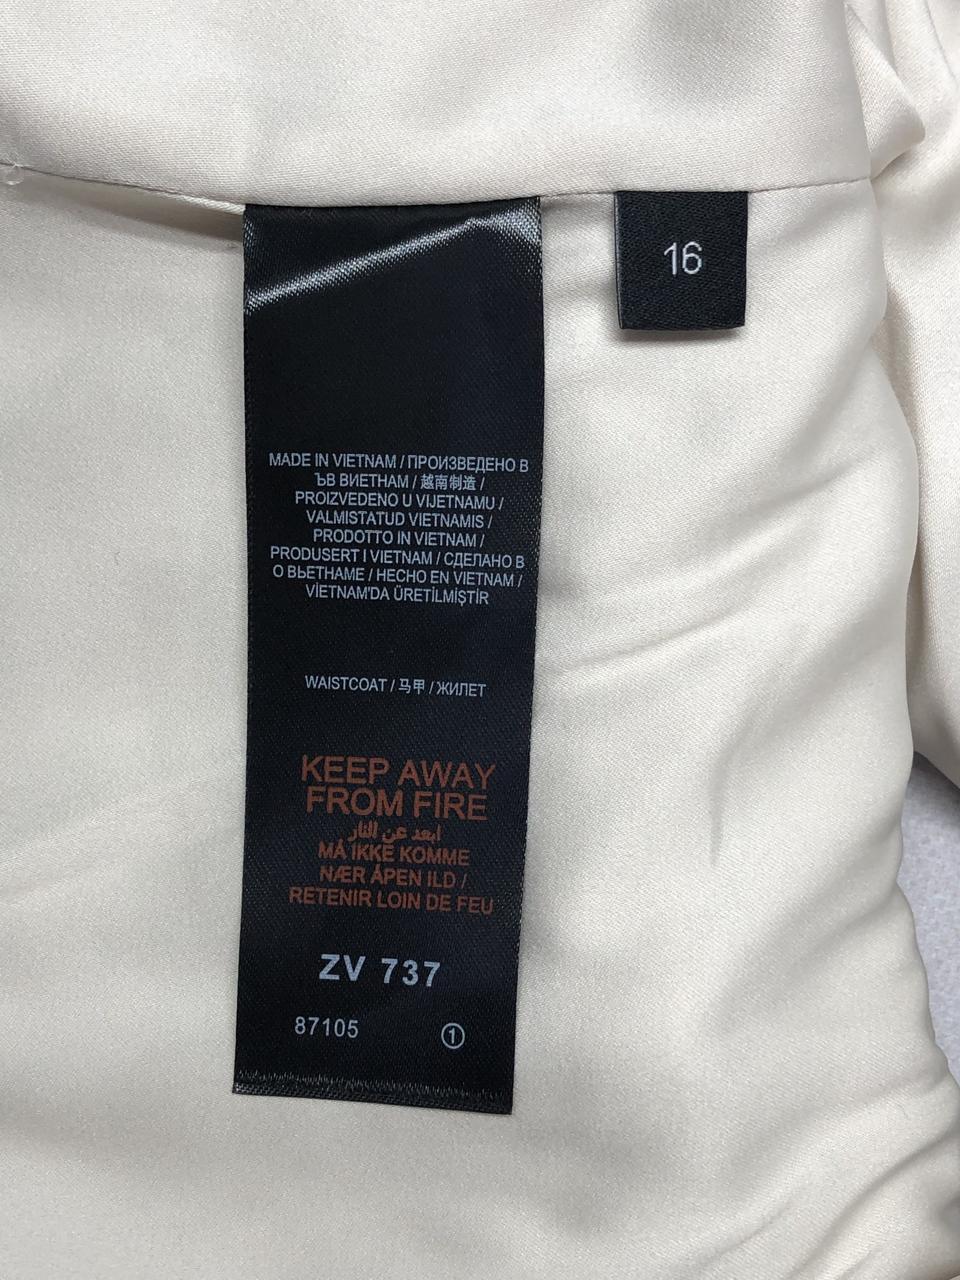 16
MADE IN VIETNAM / ПРОИЗВЕДЕНО В
ЪВ ВИЕТНАМ / 越南制造 /
PROIZVEDENO U VIJETNAMU /
VALMISTATUD VIETNAMIS /
PRODOTTO IN VIETNAM /
PRODUSERT I VIETNAM / СДЕЛАНО В
О ВЬЕТНАМЕ / HECHO EN VIETNAM /
VİETNAM'DA ÜRETİLMİŞTİR
WAISTCOAT / 马甲 / ЖИЛЕТ
KEEP AWAY
FROM FIRE
ابعد عن النار
MÅ IKKE KOMME
NÆR ÅPEN ILD /
RETENIR LOIN DE FEU
ZV 737
87105 ①